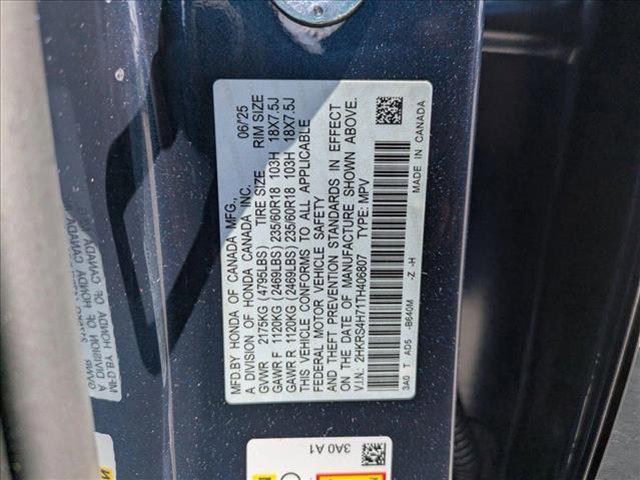 MFD.BY HONDA OF CANADA MFG., 06/25
A DIVISION OF HONDA CANADA INC.
GVWR 2175KG (4795LBS) TIRE SIZE RIM SIZE
GAWR F 1120KG (2469LBS) 235/60R18 103H 18X7.5J
GAWR R 1120KG (2469LBS) 235/60R18 103H 18X7.5J
THIS VEHICLE CONFORMS TO ALL APPLICABLE
FEDERAL MOTOR VEHICLE SAFETY
AND THEFT PREVENTION STANDARDS IN EFFECT
ON THE DATE OF MANUFACTURE SHOWN ABOVE.
V.I.N.: 2HKRS4H71TH406807 TYPE: MPV
3A0 T AD5 -B640M -Z -H
MADE IN CANADA
3A0 A1